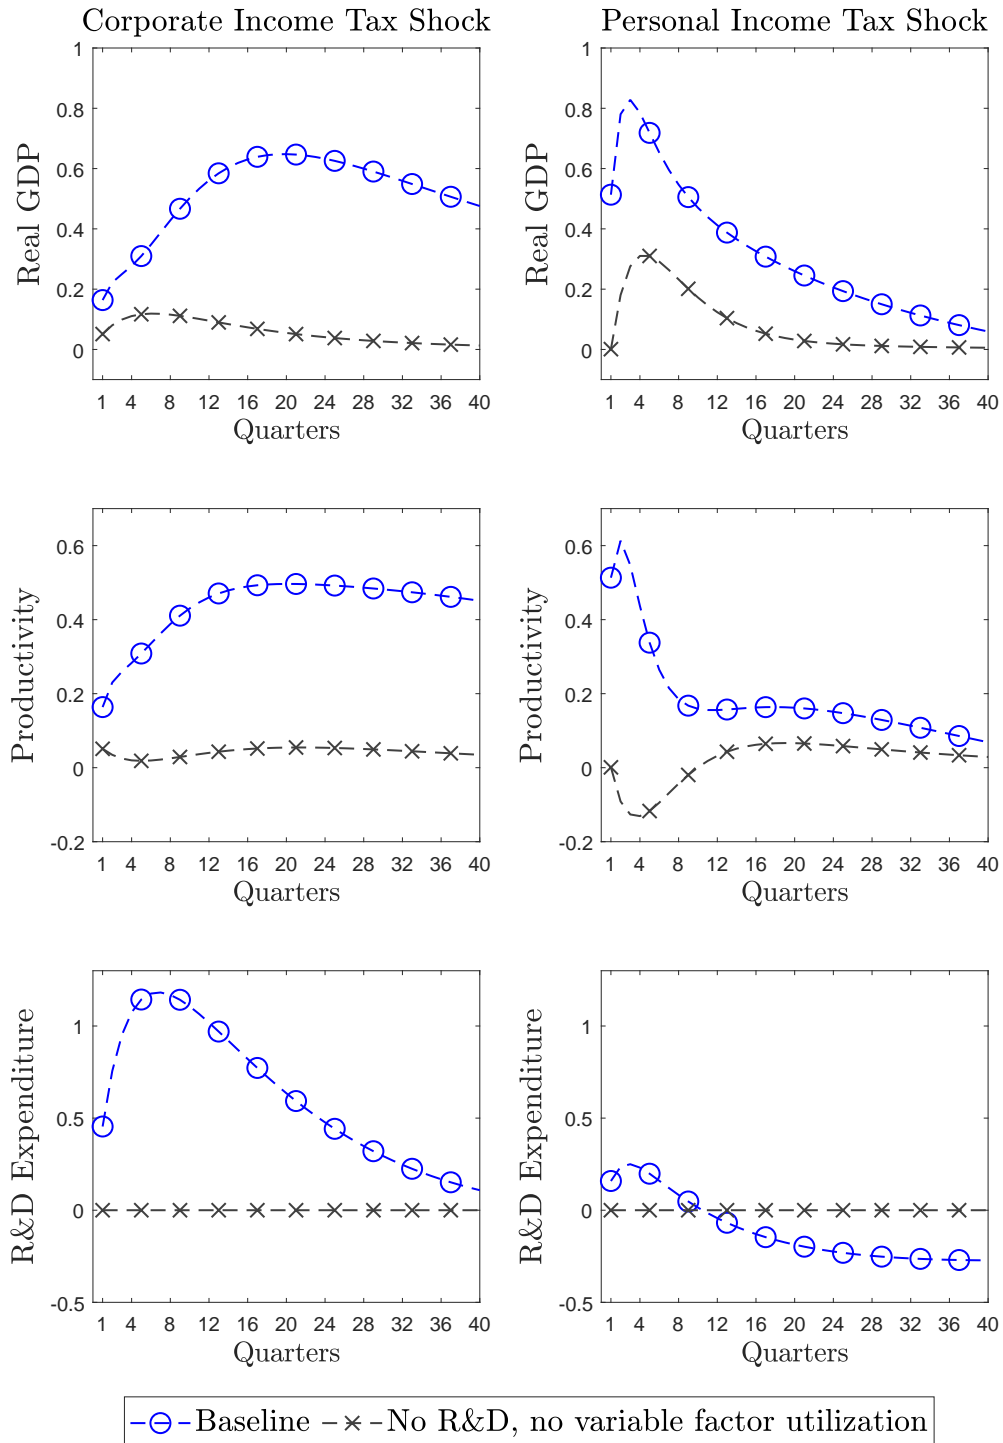 Corporate Income Tax Shock
Personal Income Tax Shock
Real GDP
1
0.8
0.6
0.4
0.2
0
1 4 8 12 16 20 24 28 32 36 40
Quarters
Real GDP
1
0.8
0.6
0.4
0.2
0
1 4 8 12 16 20 24 28 32 36 40
Quarters
Productivity
0.6
0.4
0.2
0
-0.2
1 4 8 12 16 20 24 28 32 36 40
Quarters
Productivity
0.6
0.4
0.2
0
-0.2
1 4 8 12 16 20 24 28 32 36 40
Quarters
R&D Expenditure
1
0.5
0
-0.5
1 4 8 12 16 20 24 28 32 36 40
Quarters
R&D Expenditure
1
0.5
0
-0.5
1 4 8 12 16 20 24 28 32 36 40
Quarters
Baseline No R&D, no variable factor utilization